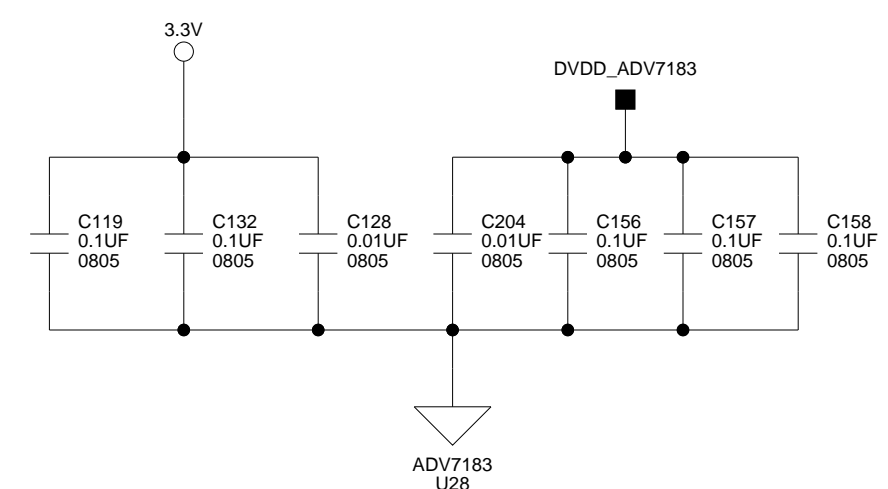 3.3V
DVDD_ADV7183
C119
0.1UF
0805
C132
0.1UF
0805
C128
0.01UF
0805
C204
0.01UF
0805
C156
0.1UF
0805
C157
0.1UF
0805
C158
0.1UF
0805
ADV7183
U28